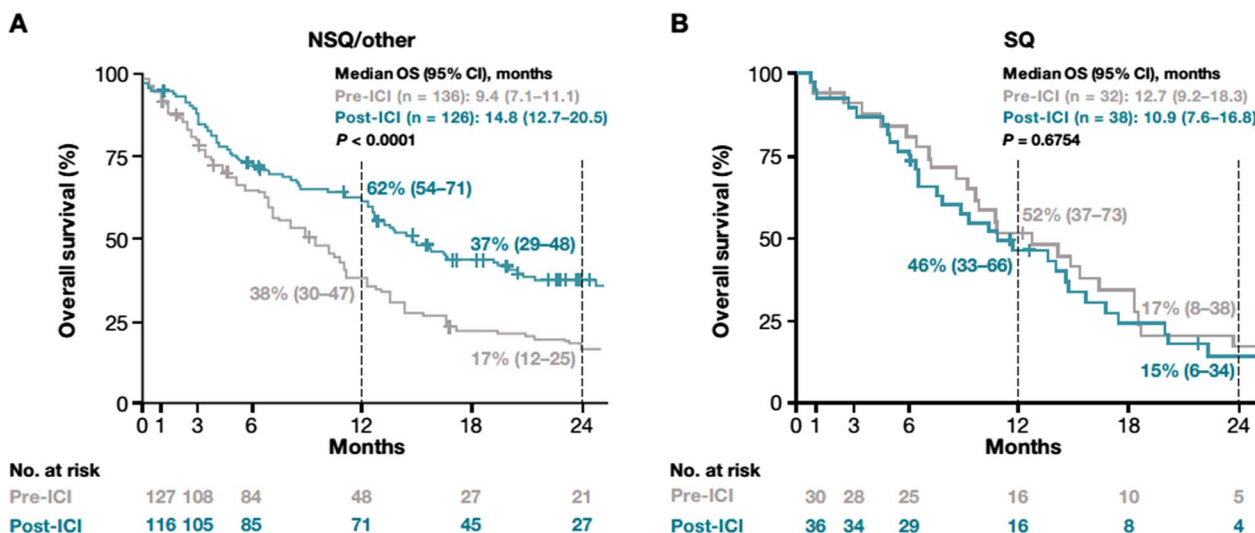 A
NSQ/other
Median OS (95% CI), months
Pre-ICI (n = 136): 9.4 (7.1–11.1)
Post-ICI (n = 126): 14.8 (12.7–20.5)
P < 0.0001
Overall survival (%)
100
75
50
25
0
62% (54–71)
37% (29–48)
38% (30–47)
17% (12–25)
0 1 3 6 12 18 24
Months
No. at risk
Pre-ICI 127 108 84 48 27 21
Post-ICI 116 105 85 71 45 27
B
SQ
Median OS (95% CI), months
Pre-ICI (n = 32): 12.7 (9.2–18.3)
Post-ICI (n = 38): 10.9 (7.6–16.8)
P = 0.6754
Overall survival (%)
100
75
50
25
0
52% (37–73)
46% (33–66)
17% (8–38)
15% (6–34)
0 1 3 6 12 18 24
Months
No. at risk
Pre-ICI 30 28 25 16 10 5
Post-ICI 36 34 29 16 8 4